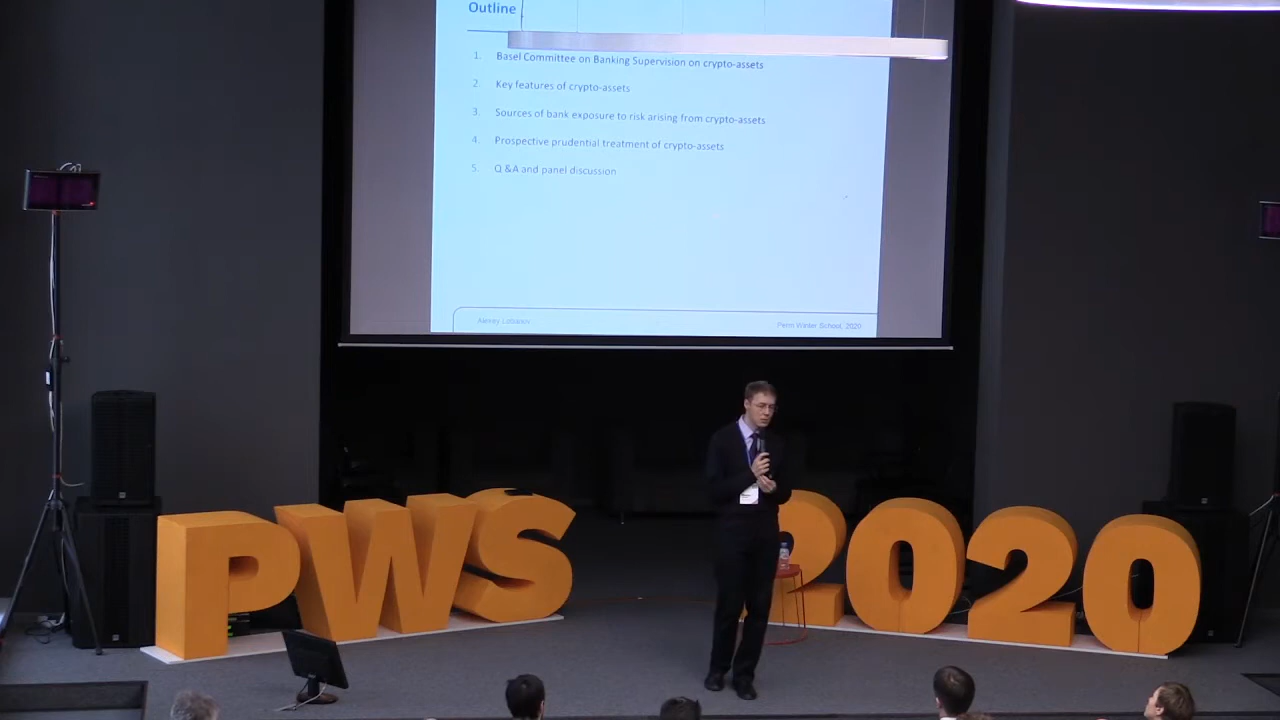 Outline
1. Basel Committee on Banking Supervision on crypto-assets
2. Key features of crypto-assets
3. Sources of bank exposure to risk arising from crypto-assets
4. Prospective prudential treatment of crypto-assets
5. Q &A and panel discussion
Alexey Lobanov
Perm Winter School, 2020
PWS 2020